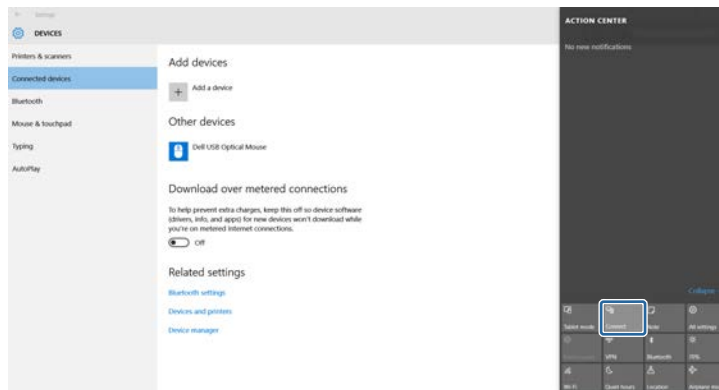 Settings
DEVICES
Printers & scanners
Connected devices
Bluetooth
Mouse & touchpad
Typing
AutoPlay
Add devices
Add a device
Other devices
Dell USB Optical Mouse
Download over metered connections
To help prevent extra charges, keep this off so device software
(drivers, info, and apps) for new devices won't download while
you're on metered Internet connections.
Off
Related settings
Bluetooth settings
Devices and printers
Device manager
ACTION CENTER
No new notifications
Collapse
Tablet mode Connect Note All settings
VPN Bluetooth 70%
Wi-Fi Quiet hours Location Airplane mo